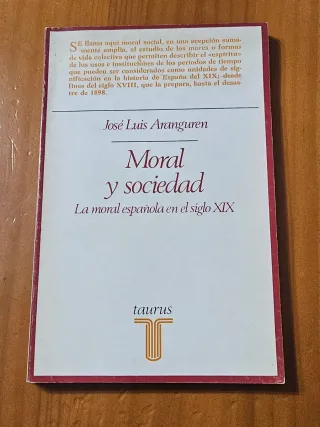 SE llama aquí moral social, en una acepción suma-
mente amplia, el estudio de los mores o formas
de vida colectiva que permiten describir el «espíritu»
de los usos e instituciones de los períodos de tiempo
que pueden ser considerados como unidades de sig-
nificación en la historia de España del XIX; desde
fines del siglo XVIII, que la prepara, hasta el desas-
tre de 1898.
José Luis Aranguren
Moral
y sociedad
La moral española en el siglo XIX
taurus